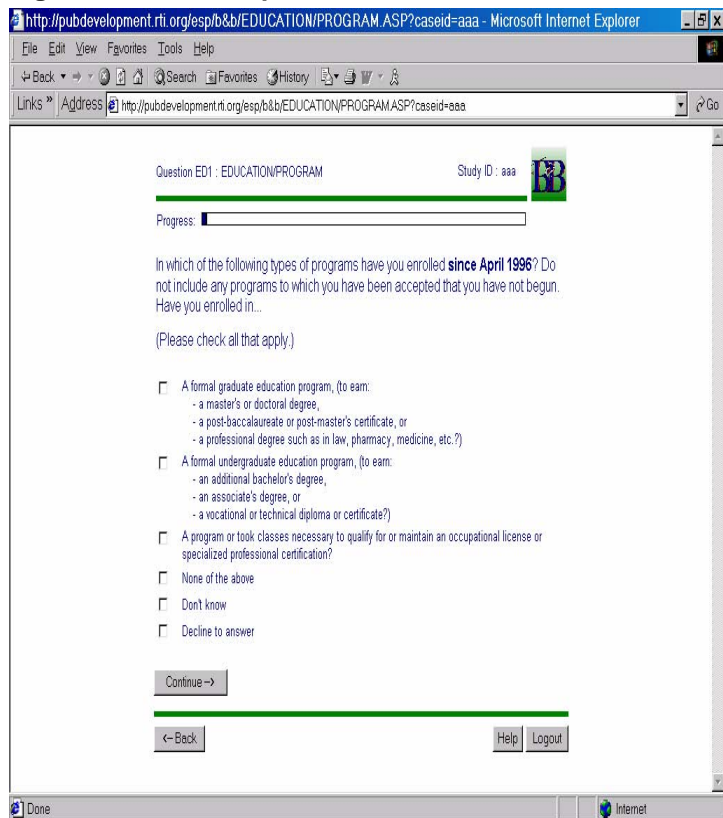 http://pubdevelopment.rti.org/esp/b&b/EDUCATION/PROGRAM.ASP?caseid=aaa - Microsoft Internet Explorer
File Edit View Favorites Tools Help
Back Search Favorites History
Links » Address http://pubdevelopment.rti.org/esp/b&b/EDUCATION/PROGRAM.ASP?caseid=aaa Go
Question ED1 : EDUCATION/PROGRAM Study ID : aaa B&B
Progress:
In which of the following types of programs have you enrolled since April 1996? Do
not include any programs to which you have been accepted that you have not begun.
Have you enrolled in...
(Please check all that apply.)
A formal graduate education program, (to earn:
- a master's or doctoral degree,
- a post-baccalaureate or post-master's certificate, or
- a professional degree such as in law, pharmacy, medicine, etc.?)
A formal undergraduate education program, (to earn:
- an additional bachelor's degree,
- an associate's degree, or
- a vocational or technical diploma or certificate?)
A program or took classes necessary to qualify for or maintain an occupational license or
specialized professional certification?
None of the above
Don't know
Decline to answer
Continue -->
<-- Back Help Logout
Done Internet